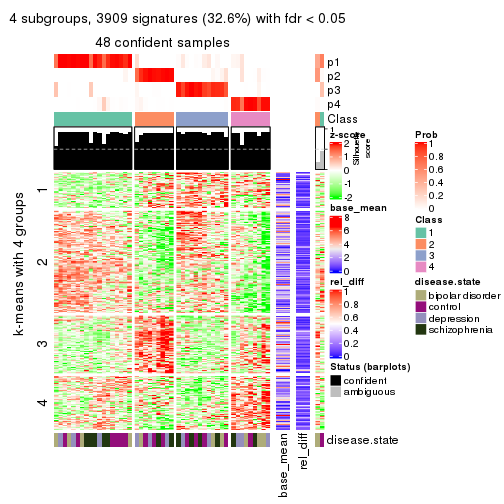 4 subgroups, 3909 signatures (32.6%) with fdr < 0.05
48 confident samples
p1
p2
p3
p4
Class
1
Silhouette
score
z-score
2
1
0
-1
-2
base_mean
8
6
4
2
0
rel_diff
1
0.8
0.6
0.4
0.2
0
Status (barplots)
confident
ambiguous
Prob
1
0.8
0.6
0.4
0.2
0
Class
1
2
3
4
disease.state
bipolar disorder
control
depression
schizophrenia
k-means with 4 groups
1
2
3
4
disease.state
base_mean
rel_diff